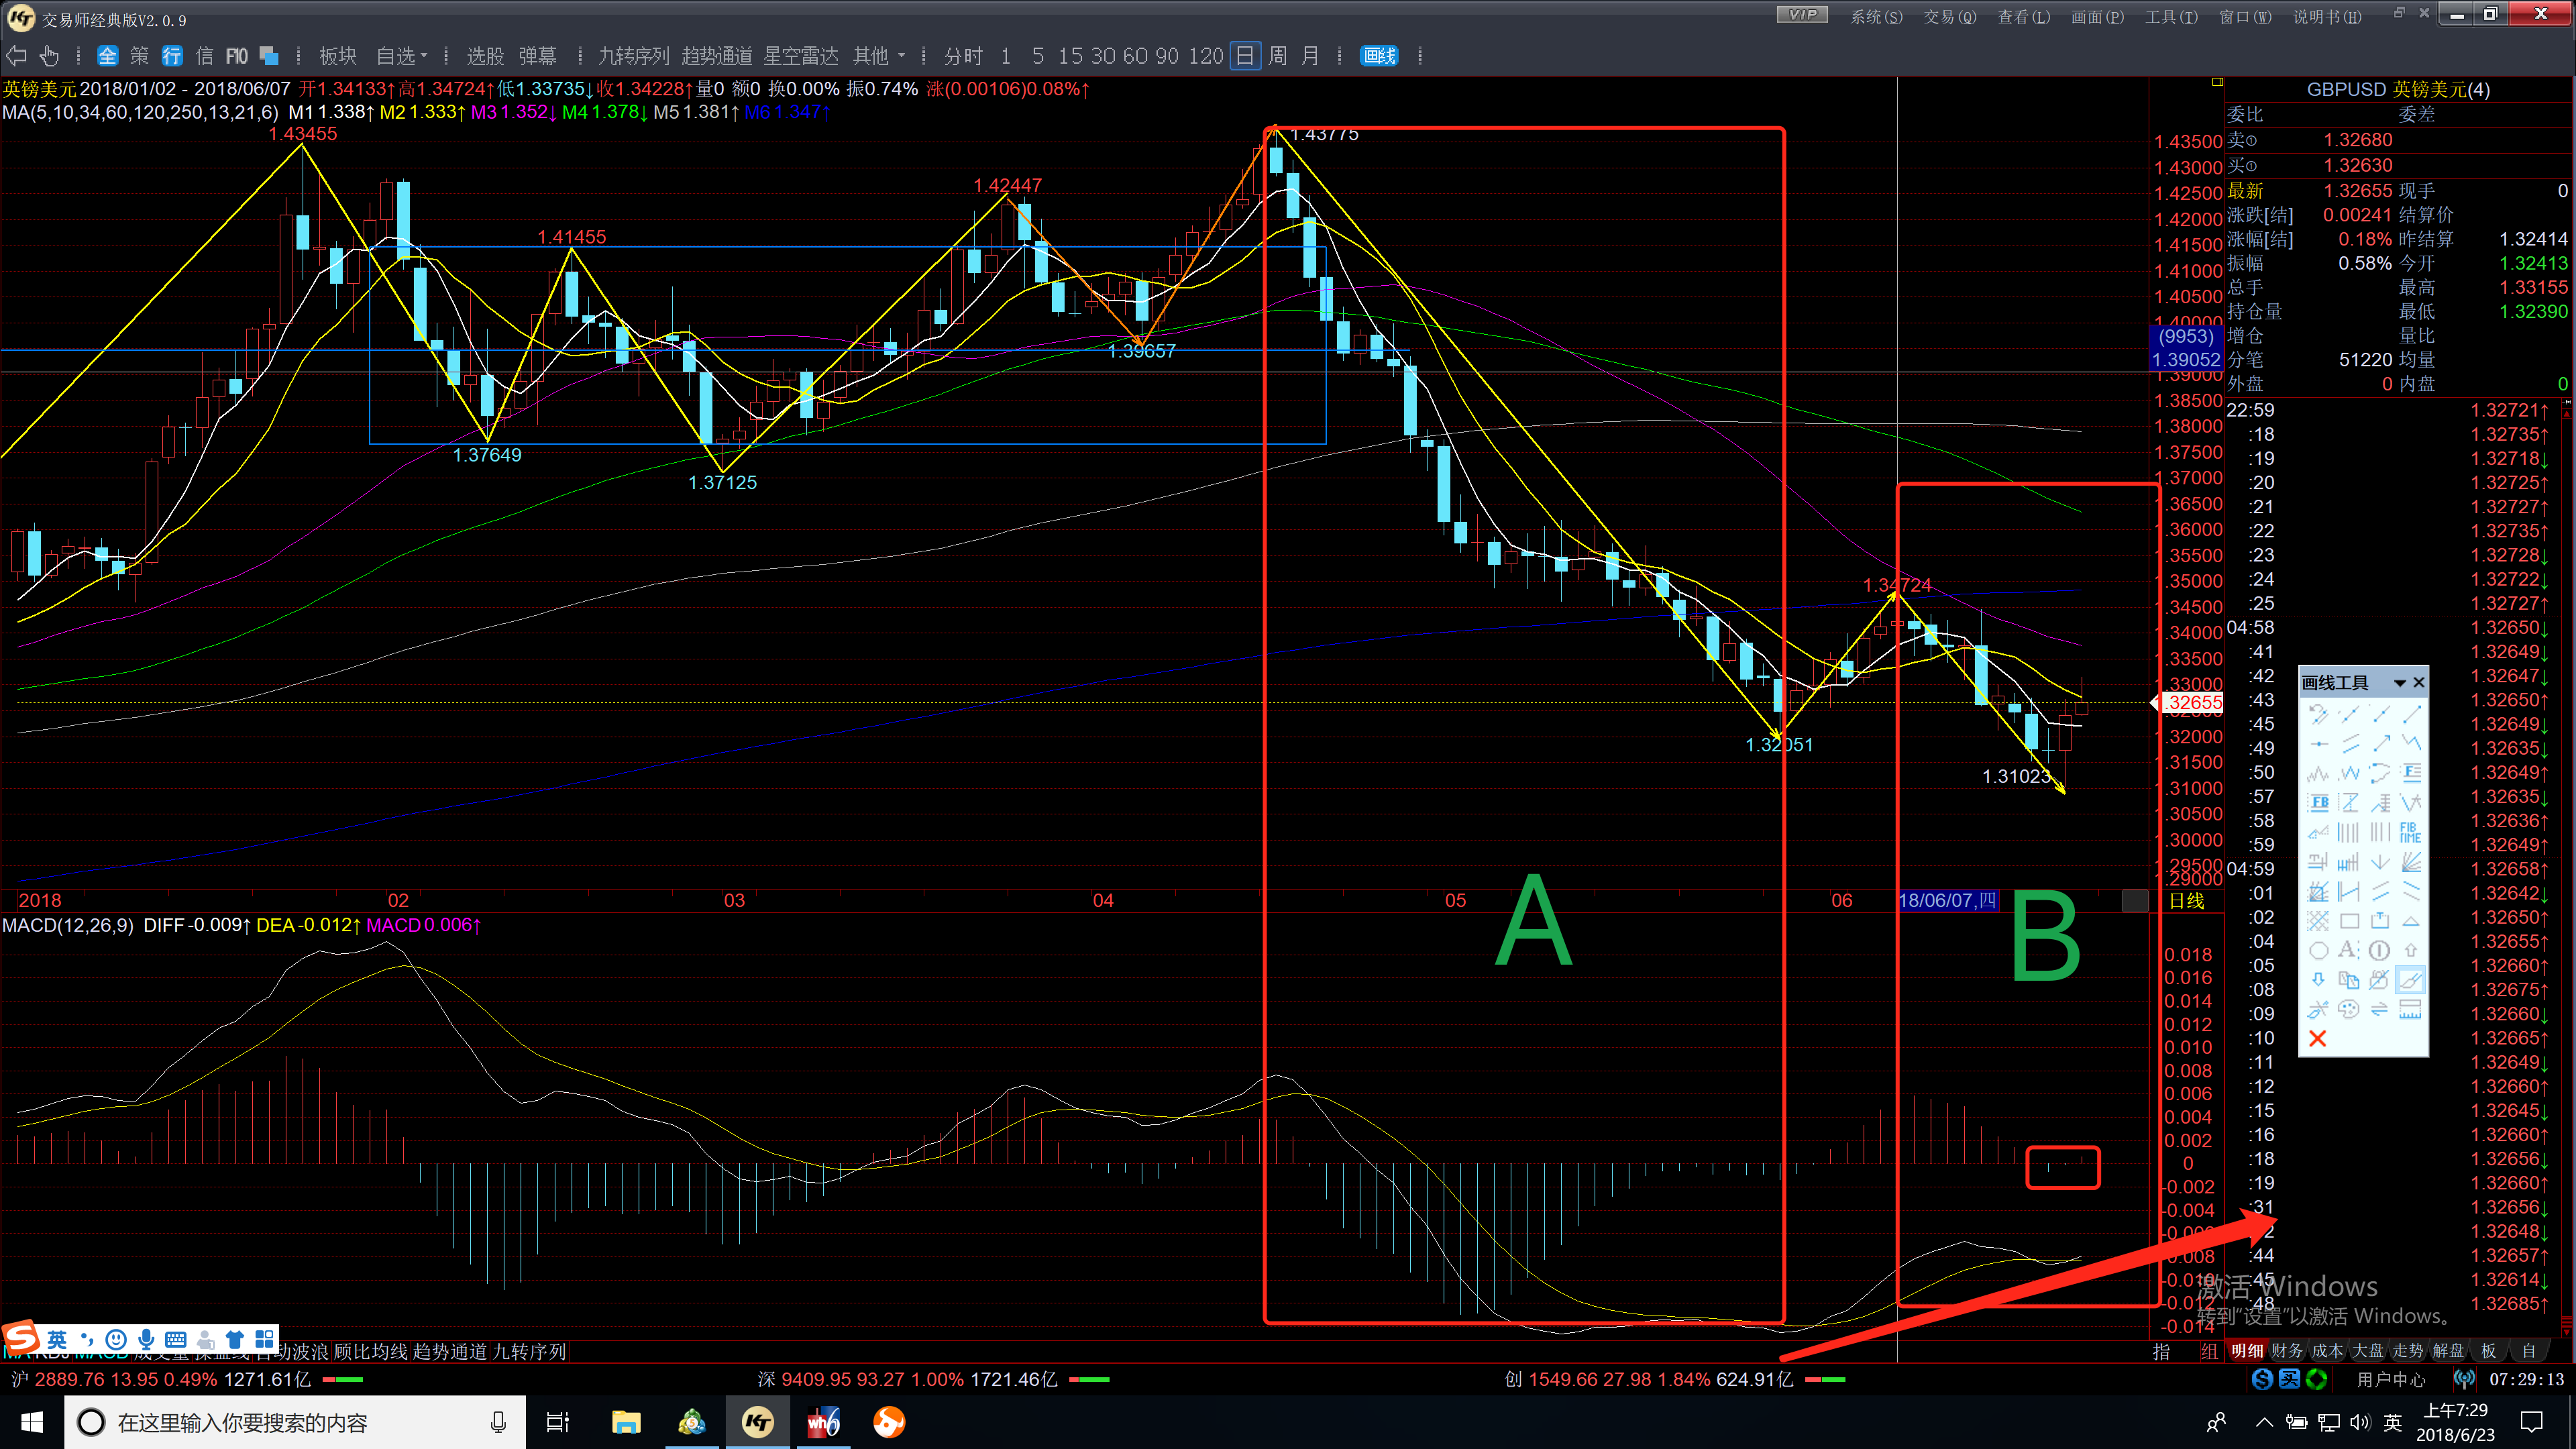 交易师经典版V2.0.9
VIP 系统(S) 交易(Q) 查看(L) 画面(P) 工具(T) 窗口(W) 说明书(H)
全 策 行 信 F10 板块 自选 选股 弹幕 九转序列 趋势通道 星空雷达 其他 分时 1 5 15 30 60 90 120 日 周 月 画线
英镑美元 2018/01/02 - 2018/06/07 开1.34133↑高1.34724↑低1.33735↓收1.34228↑量0 额0 换0.00% 振0.74% 涨(0.00106)0.08%↑
MA(5,10,34,60,120,250,13,21,6) M1 1.338↑ M2 1.333↑ M3 1.352↓ M4 1.378↓ M5 1.381↑ M6 1.347↑
1.43455
1.43775
1.42447
1.41455
1.39657
1.37649
1.37125
1.34724
1.32051
1.31023
1.43500
1.43000
1.42500
1.42000
1.41500
1.41000
1.40500
1.40000
(9953)
1.39052
1.39000
1.38500
1.38000
1.37500
1.37000
1.36500
1.36000
1.35500
1.35000
1.34500
1.34000
1.33500
1.33000
1.32655
1.32000
1.31500
1.31000
1.30500
1.30000
1.29500
1.29000
2018 02 03 04 05 06 18/06/07,四 日线
A
B
MACD(12,26,9) DIFF-0.009↑ DEA-0.012↑ MACD0.006↑
0.018
0.016
0.014
0.012
0.010
0.008
0.006
0.004
0.002
0
-0.002
-0.004
-0.006
-0.008
-0.010
-0.012
-0.014
GBPUSD 英镑美元(4)
委比 委差
卖① 1.32680
买① 1.32630
最新 1.32655 现手 0
涨跌[结] 0.00241 结算价
涨幅[结] 0.18% 昨结算 1.32414
振幅 0.58% 今开 1.32413
总手 最高 1.33155
持仓量 最低 1.32390
增仓 量比
分笔 51220 均量
外盘 0 内盘 0
22:59 1.32721↑
:18 1.32735↑
:19 1.32718↓
:20 1.32725↑
:21 1.32727↑
:22 1.32735↑
:23 1.32728↓
:24 1.32722↓
:25 1.32727↑
04:58 1.32650↓
:41 1.32649↓
:42 1.32647↓
:43 1.32650↑
:45 1.32649↓
:49 1.32635↓
:50 1.32649↑
:57 1.32635↓
:58 1.32636↑
:59 1.32649↑
04:59 1.32658↑
:01 1.32642↓
:02 1.32650↑
:04 1.32655↑
:05 1.32660↑
:08 1.32675↑
:09 1.32660↓
:10 1.32665↑
:11 1.32649↓
:12 1.32660↑
:15 1.32645↓
:16 1.32660↑
:18 1.32656↓
:19 1.32660↑
:31 1.32656↓
1.32648↓
:44 1.32657↑
:45 1.32614↓
:48 1.32685↑
画线工具
F
FB
FIB
TIME
A
激活 Windows
转到“设置”以激活 Windows。
英
MA KDJ MACD 成交量 操盘线 自动波浪 顾比均线 趋势通道 九转序列
指 组 明细 财务 成本 大盘 走势 解盘 板 自
沪 2889.76 13.95 0.49% 1271.61亿 深 9409.95 93.27 1.00% 1721.46亿 创 1549.66 27.98 1.84% 624.91亿 买 用户中心 07:29:13
在这里输入你要搜索的内容
KT
wh6
英
上午7:29
2018/6/23